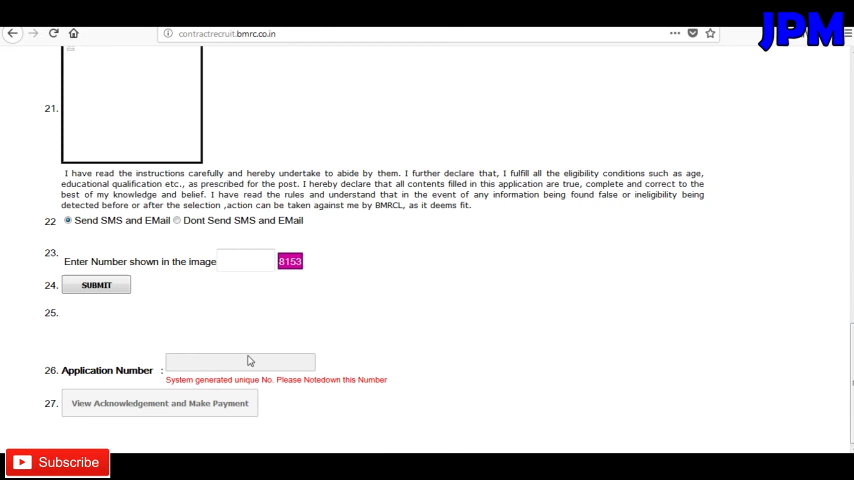 contractrecruit.bmrc.co.in
JPM
21.
I have read the instructions carefully and hereby undertake to abide by them. I further declare that, I fulfill all the eligibility conditions such as age,
educational qualification etc., as prescribed for the post. I hereby declare that all contents filled in this application are true, complete and correct to the
best of my knowledge and belief. I have read the rules and understand that in the event of any information being found false or ineligibility being
detected before or after the selection ,action can be taken against me by BMRCL, as it deems fit.
22 Send SMS and EMail Dont Send SMS and EMail
23. Enter Number shown in the image 8153
24. SUBMIT
25.
26. Application Number :
System generated unique No. Please Notedown this Number
27. View Acknowledgement and Make Payment
Subscribe